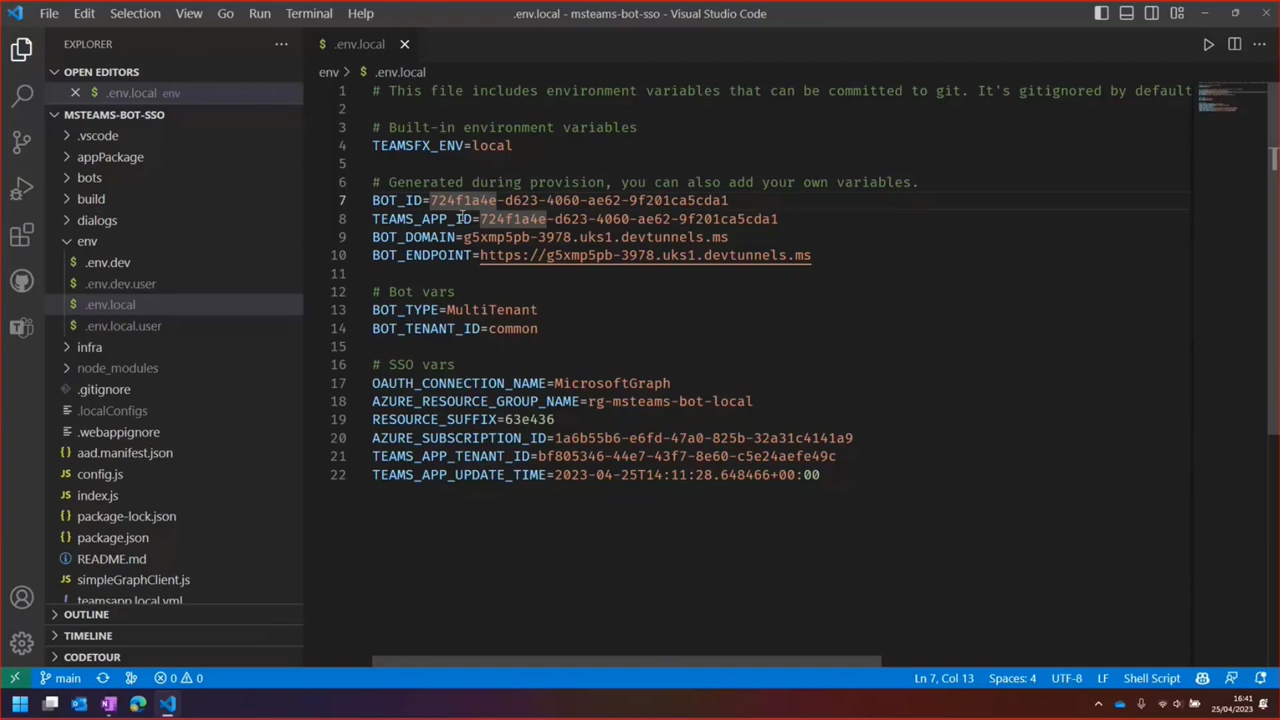 File Edit Selection View Go Run Terminal Help .env.local - msteams-bot-sso - Visual Studio Code
EXPLORER
OPEN EDITORS
.env.local env
MSTEAMS-BOT-SSO
.vscode
appPackage
bots
build
dialogs
env
.env.dev
.env.dev.user
.env.local
.env.local.user
infra
node_modules
.gitignore
.localConfigs
.webappignore
aad.manifest.json
config.js
index.js
package-lock.json
package.json
README.md
simpleGraphClient.js
teamsapp.local.yml
OUTLINE
TIMELINE
CODETOUR
$ .env.local
env > $ .env.local
1 # This file includes environment variables that can be committed to git. It's gitignored by default
2
3 # Built-in environment variables
4 TEAMSFX_ENV=local
5
6 # Generated during provision, you can also add your own variables.
7 BOT_ID=724f1a4e-d623-4060-ae62-9f201ca5cda1
8 TEAMS_APP_ID=724f1a4e-d623-4060-ae62-9f201ca5cda1
9 BOT_DOMAIN=g5xmp5pb-3978.uks1.devtunnels.ms
10 BOT_ENDPOINT=https://g5xmp5pb-3978.uks1.devtunnels.ms
11
12 # Bot vars
13 BOT_TYPE=MultiTenant
14 BOT_TENANT_ID=common
15
16 # SSO vars
17 OAUTH_CONNECTION_NAME=MicrosoftGraph
18 AZURE_RESOURCE_GROUP_NAME=rg-msteams-bot-local
19 RESOURCE_SUFFIX=63e436
20 AZURE_SUBSCRIPTION_ID=1a6b55b6-e6fd-47a0-825b-32a31c4141a9
21 TEAMS_APP_TENANT_ID=bf805346-44e7-43f7-8e60-c5e24aefe49c
22 TEAMS_APP_UPDATE_TIME=2023-04-25T14:11:28.648466+00:00
main 0 0 Ln 7, Col 13 Spaces: 4 UTF-8 LF Shell Script
16:41
25/04/2023